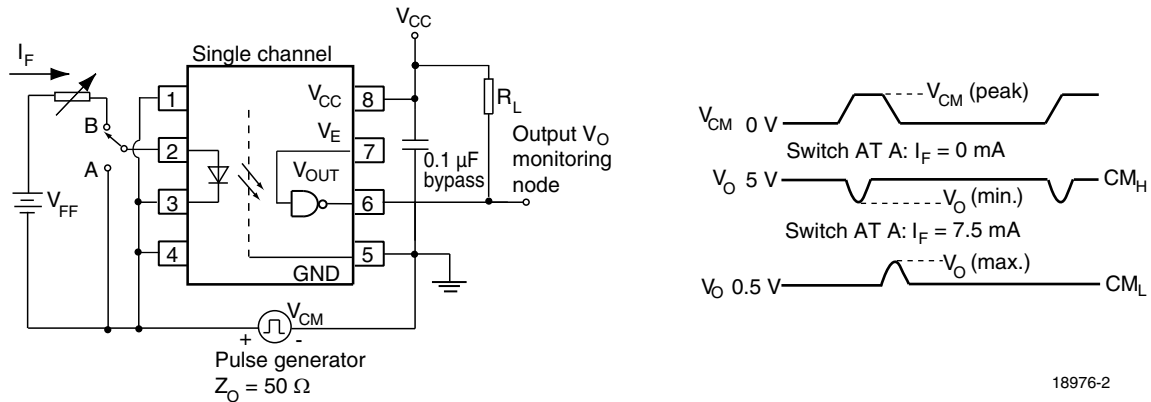 V_CC
I_F
Single channel
1
V_CC
8
R_L
B
V_E
2
7
Output V_O
monitoring
node
0.1 µF
bypass
A
V_OUT
V_FF
3
6
4
GND
5
V_CM
+
-
Pulse generator
Z_O = 50 Ω
V_CM (peak)
V_CM 0 V
Switch AT A: I_F = 0 mA
V_O 5 V
CM_H
V_O (min.)
Switch AT A: I_F = 7.5 mA
V_O (max.)
V_O 0.5 V
CM_L
18976-2